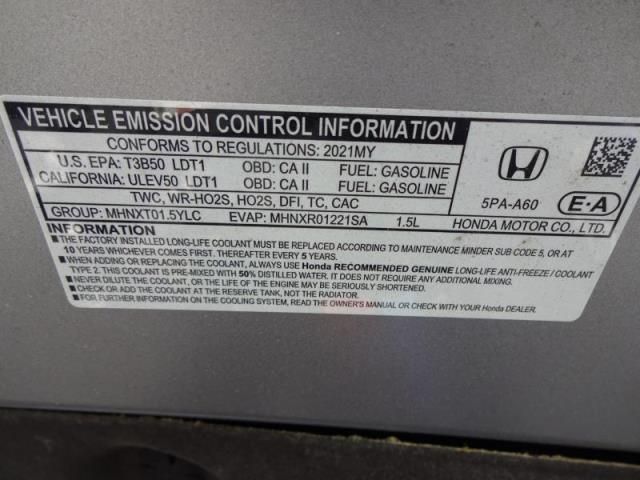 VEHICLE EMISSION CONTROL INFORMATION
CONFORMS TO REGULATIONS: 2021MY
U.S. EPA: T3B50 LDT1 OBD: CA II FUEL: GASOLINE
CALIFORNIA: ULEV50 LDT1 OBD: CA II FUEL: GASOLINE
TWC, WR-HO2S, HO2S, DFI, TC, CAC
GROUP: MHNXT01.5YLC EVAP: MHNXR01221SA 1.5L
5PA-A60
E·A
HONDA MOTOR CO., LTD.
INFORMATION
■THE FACTORY INSTALLED LONG-LIFE COOLANT MUST BE REPLACED ACCORDING TO MAINTENANCE MINDER SUB CODE 5, OR AT
10 YEARS WHICHEVER COMES FIRST. THEREAFTER EVERY 5 YEARS.
■WHEN ADDING OR REPLACING THE COOLANT, ALWAYS USE Honda RECOMMENDED GENUINE LONG-LIFE ANTI-FREEZE / COOLANT
TYPE 2. THIS COOLANT IS PRE-MIXED WITH 50% DISTILLED WATER. IT DOES NOT REQUIRE ANY ADDITIONAL MIXING.
■NEVER DILUTE THE COOLANT, OR THE LIFE OF THE ENGINE MAY BE SERIOUSLY SHORTENED.
■CHECK OR ADD THE COOLANT AT THE RESERVE TANK, NOT THE RADIATOR.
■FOR FURTHER INFORMATION ON THE COOLING SYSTEM, READ THE OWNER'S MANUAL OR CHECK WITH YOUR Honda DEALER.